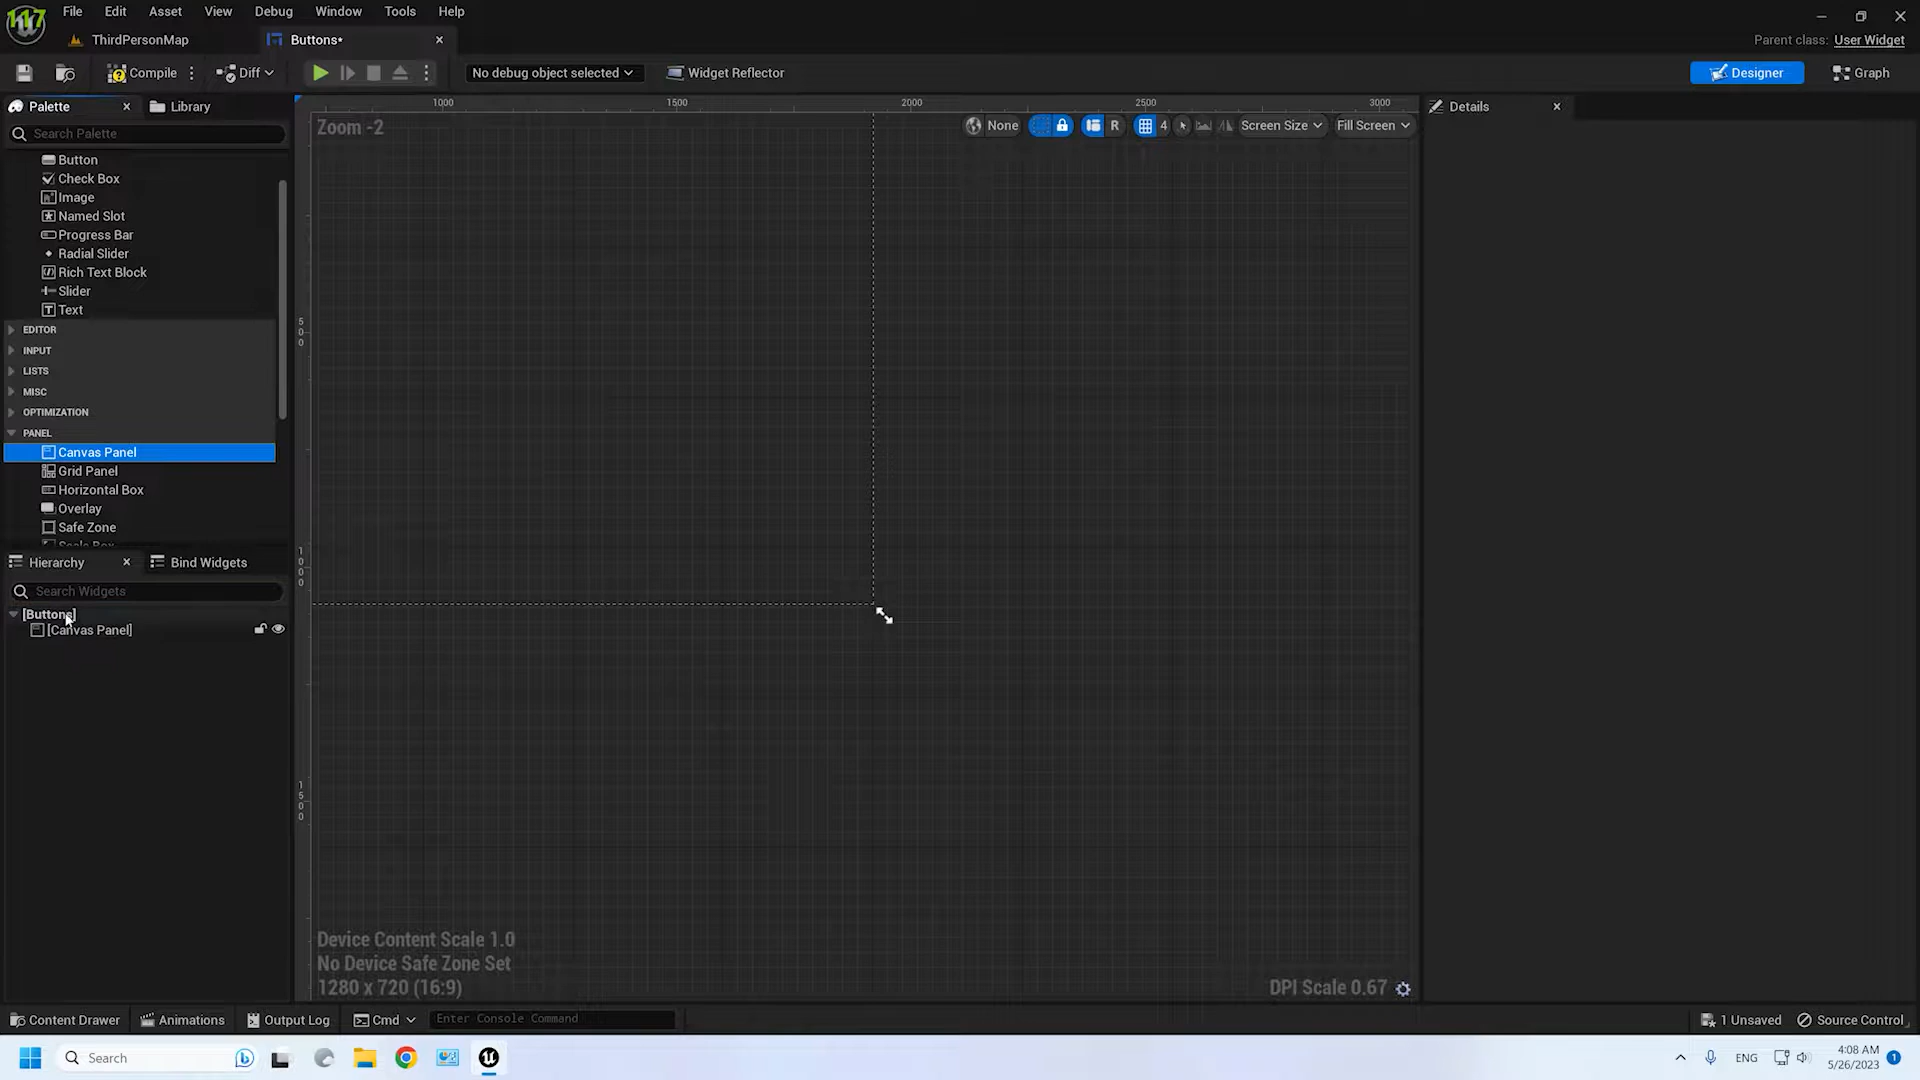 File Edit Asset View Debug Window Tools Help
ThirdPersonMap
Buttons*
Parent class: User Widget
Compile
Diff
No debug object selected
Widget Reflector
Designer
Graph
Palette
Library
Search Palette
Button
Check Box
Image
Named Slot
Progress Bar
Radial Slider
Rich Text Block
Slider
Text
EDITOR
INPUT
LISTS
MISC
OPTIMIZATION
PANEL
Canvas Panel
Grid Panel
Horizontal Box
Overlay
Safe Zone
Scale Box
Hierarchy
Bind Widgets
Search Widgets
[Buttons]
[Canvas Panel]
1000 1500 2000 2500 3000
Zoom -2
None
R
4
Screen Size
Fill Screen
500
1000
1500
Device Content Scale 1.0
No Device Safe Zone Set
1280 x 720 (16:9)
DPI Scale 0.67
Details
Content Drawer
Animations
Output Log
Cmd
Enter Console Command
1 Unsaved
Source Control
Search
ENG
4:08 AM
5/26/2023
1